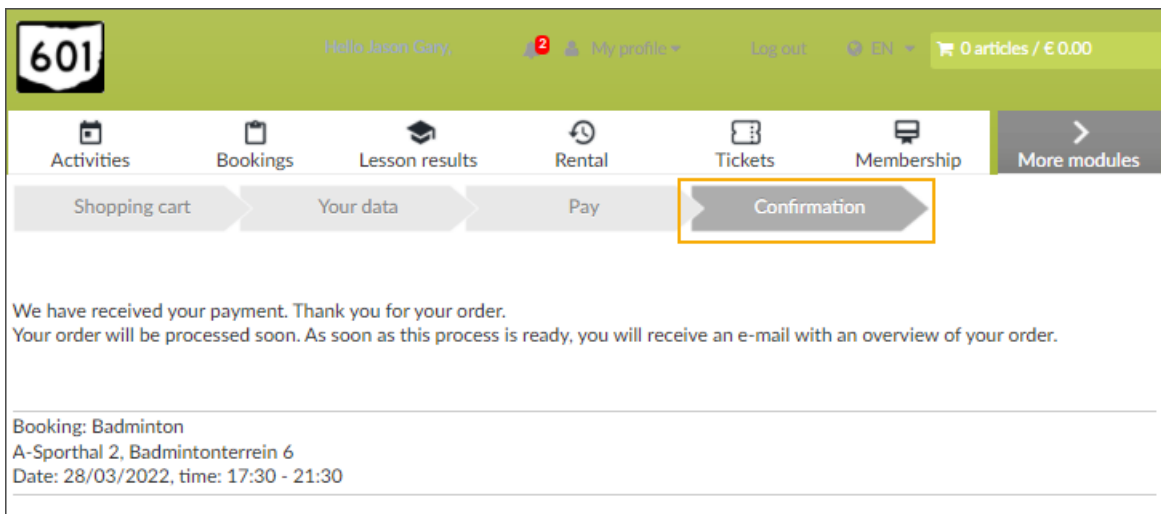 601
Hello Jason Gary,
2
My profile
Log out
EN
0 articles / € 0.00
Activities
Bookings
Lesson results
Rental
Tickets
Membership
More modules
Shopping cart
Your data
Pay
Confirmation
We have received your payment. Thank you for your order.
Your order will be processed soon. As soon as this process is ready, you will receive an e-mail with an overview of your order.
Booking: Badminton
A-Sporthal 2, Badmintonterrein 6
Date: 28/03/2022, time: 17:30 - 21:30